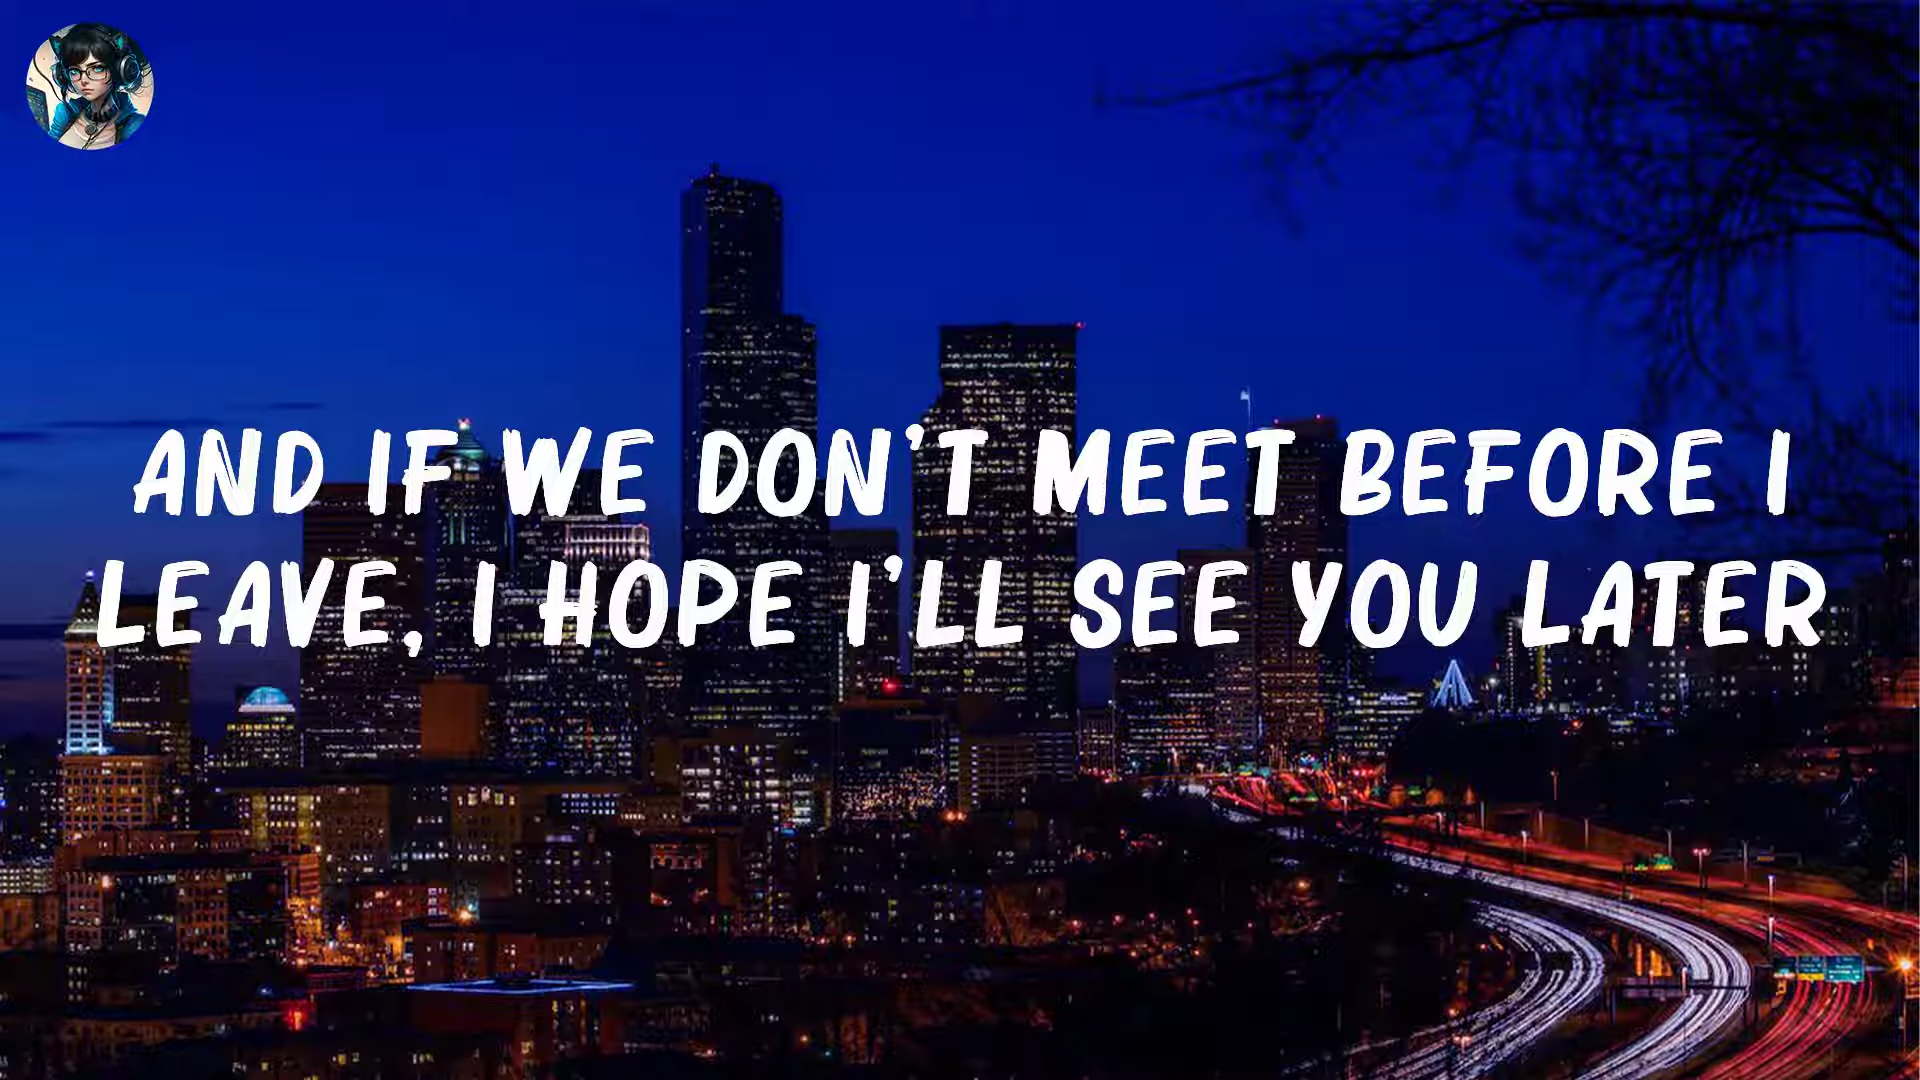 AND IF WE DON'T MEET BEFORE I
LEAVE, I HOPE I'LL SEE YOU LATER